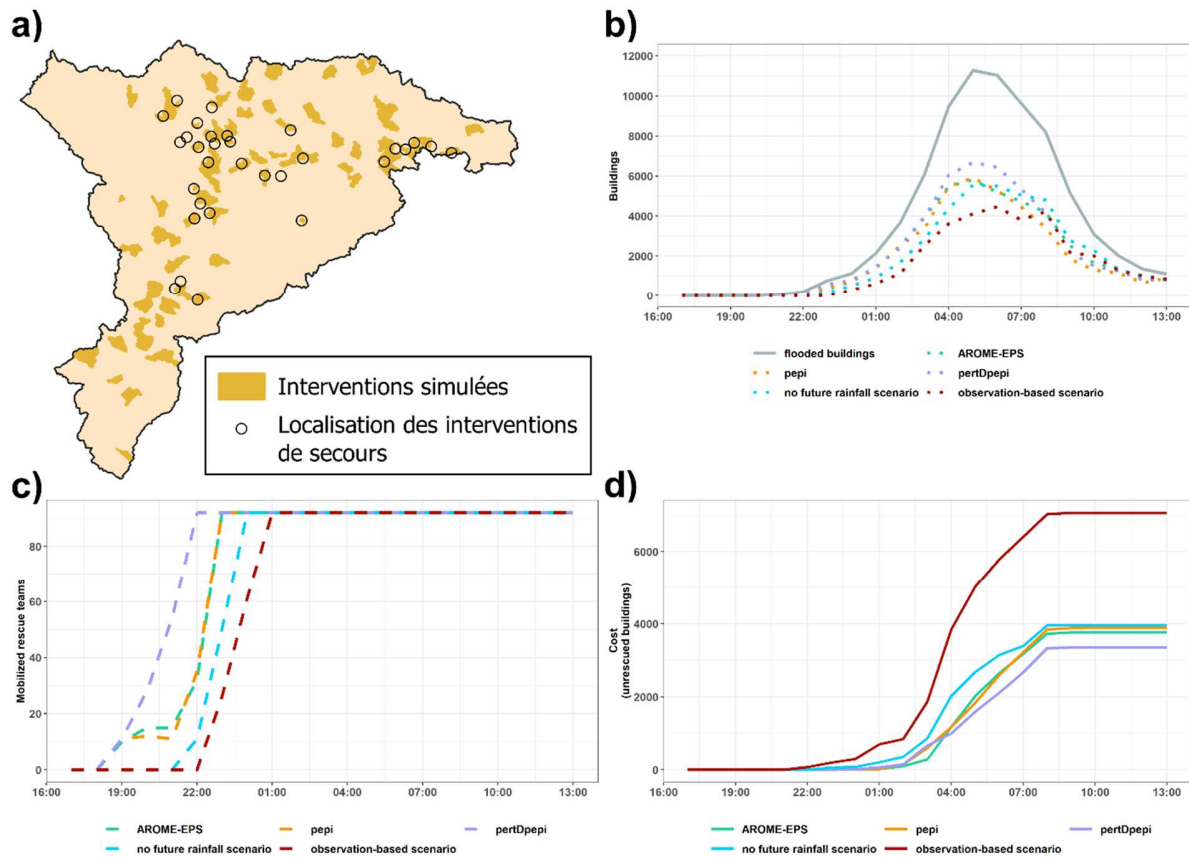 a)
Interventions simulées
Localisation des interventions
de secours
b)
Buildings
12000
10000
8000
6000
4000
2000
0
16:00 19:00 22:00 01:00 04:00 07:00 10:00 13:00
flooded buildings AROME-EPS
pepi pertDpepi
no future rainfall scenario observation-based scenario
c)
Mobilized rescue teams
80
60
40
20
0
16:00 19:00 22:00 01:00 04:00 07:00 10:00 13:00
AROME-EPS pepi pertDpepi
no future rainfall scenario observation-based scenario
d)
Cost
(unrescued buildings)
6000
4000
2000
0
16:00 19:00 22:00 01:00 04:00 07:00 10:00 13:00
AROME-EPS pepi pertDpepi
no future rainfall scenario observation-based scenario